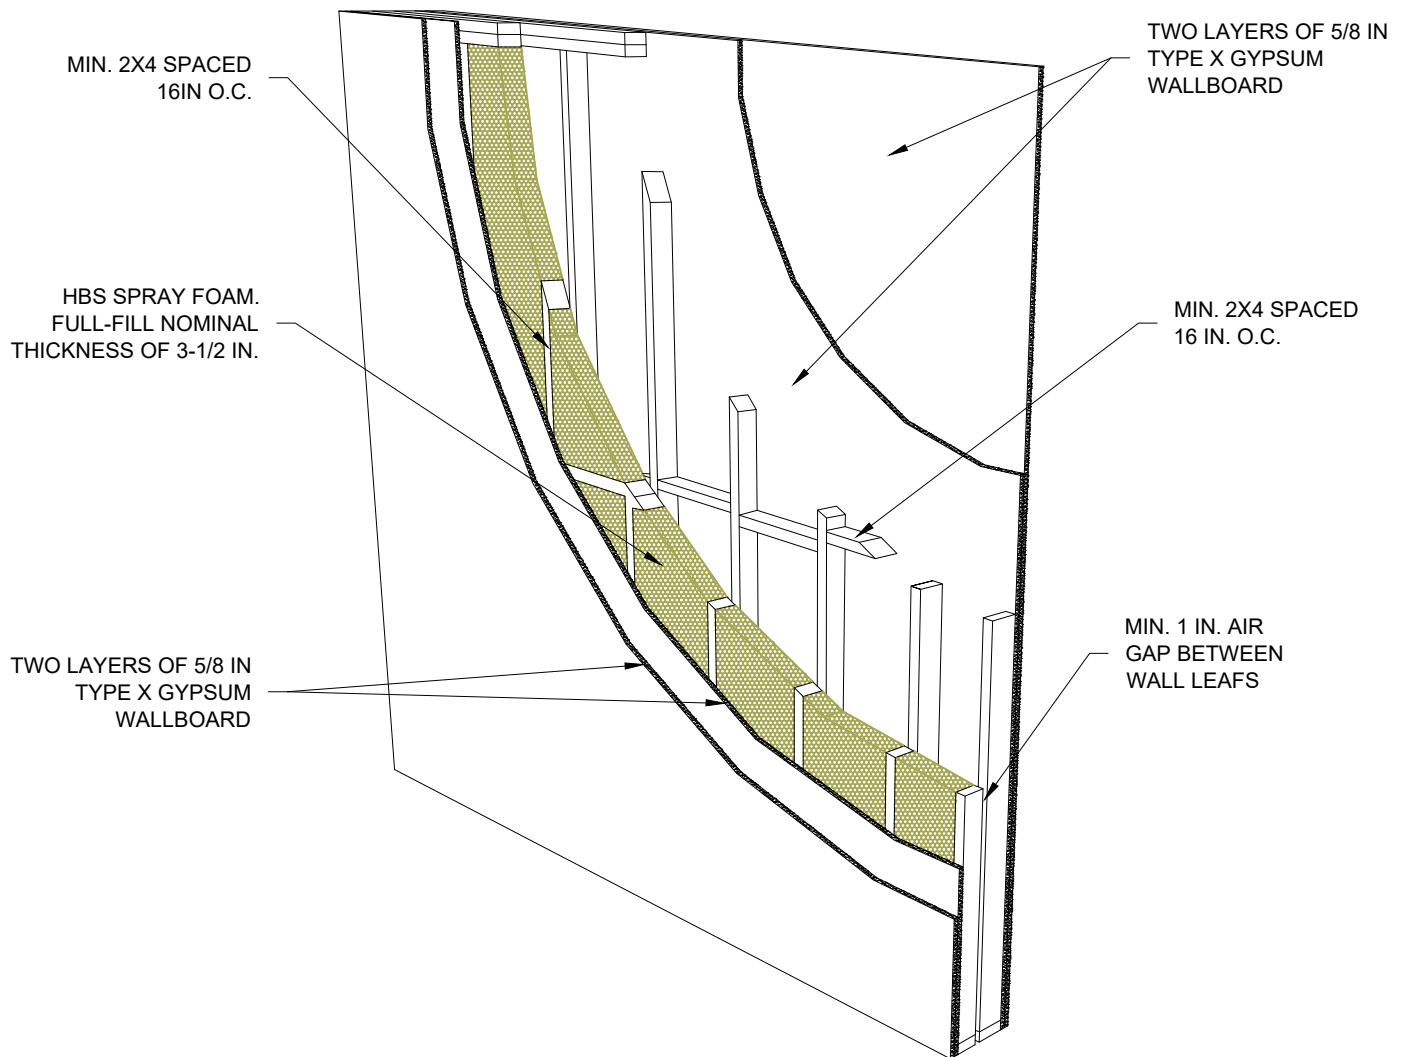 MIN. 2X4 SPACED
16IN O.C.
HBS SPRAY FOAM.
FULL-FILL NOMINAL
THICKNESS OF 3-1/2 IN.
TWO LAYERS OF 5/8 IN
TYPE X GYPSUM
WALLBOARD
TWO LAYERS OF 5/8 IN
TYPE X GYPSUM
WALLBOARD
MIN. 2X4 SPACED
16 IN. O.C.
MIN. 1 IN. AIR
GAP BETWEEN
WALL LEAFS